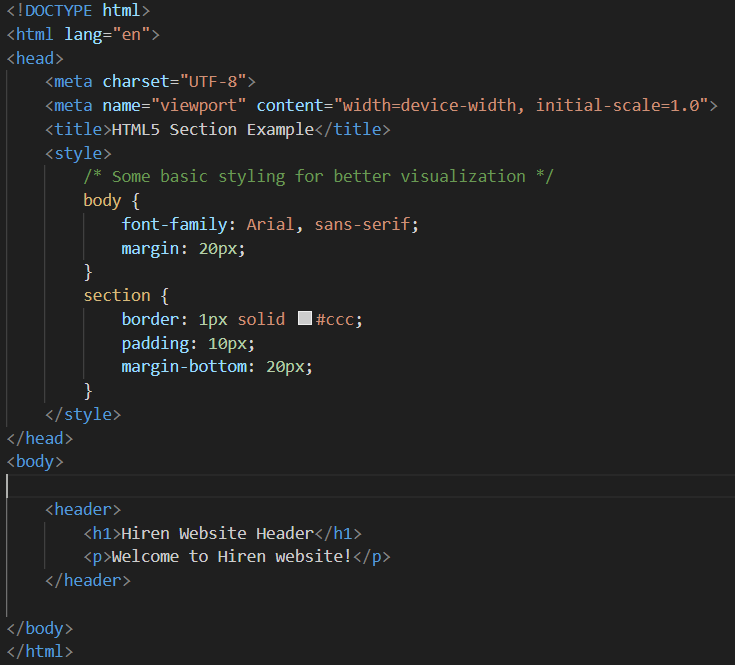 <!DOCTYPE html>
<html lang="en">
<head>
    <meta charset="UTF-8">
    <meta name="viewport" content="width=device-width, initial-scale=1.0">
    <title>HTML5 Section Example</title>
    <style>
        /* Some basic styling for better visualization */
        body {
            font-family: Arial, sans-serif;
            margin: 20px;
        }
        section {
            border: 1px solid #ccc;
            padding: 10px;
            margin-bottom: 20px;
        }
    </style>
</head>
<body>
    <header>
        <h1>Hiren Website Header</h1>
        <p>Welcome to Hiren website!</p>
    </header>
</body>
</html>